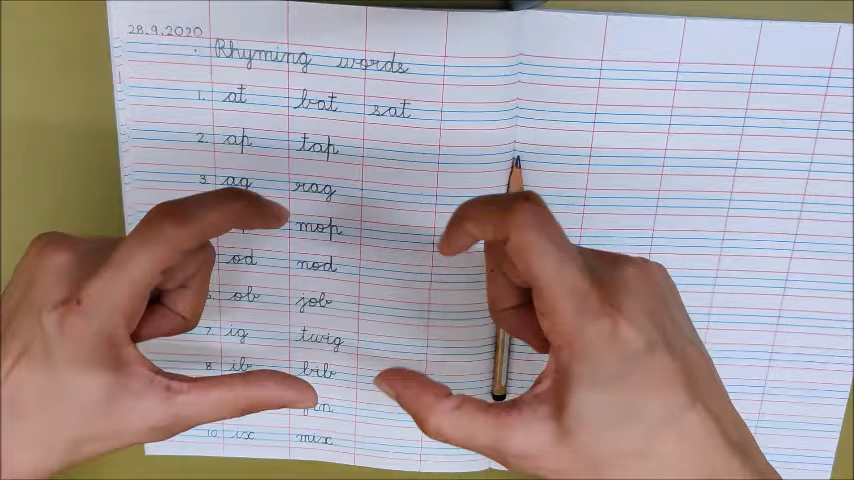 28.9.2020
Rhyming words
1. at bat sat
2. ap tap
3. ag rag
mop
od nod
ob job
7. ig twig
8. ib bib
10. ix mix